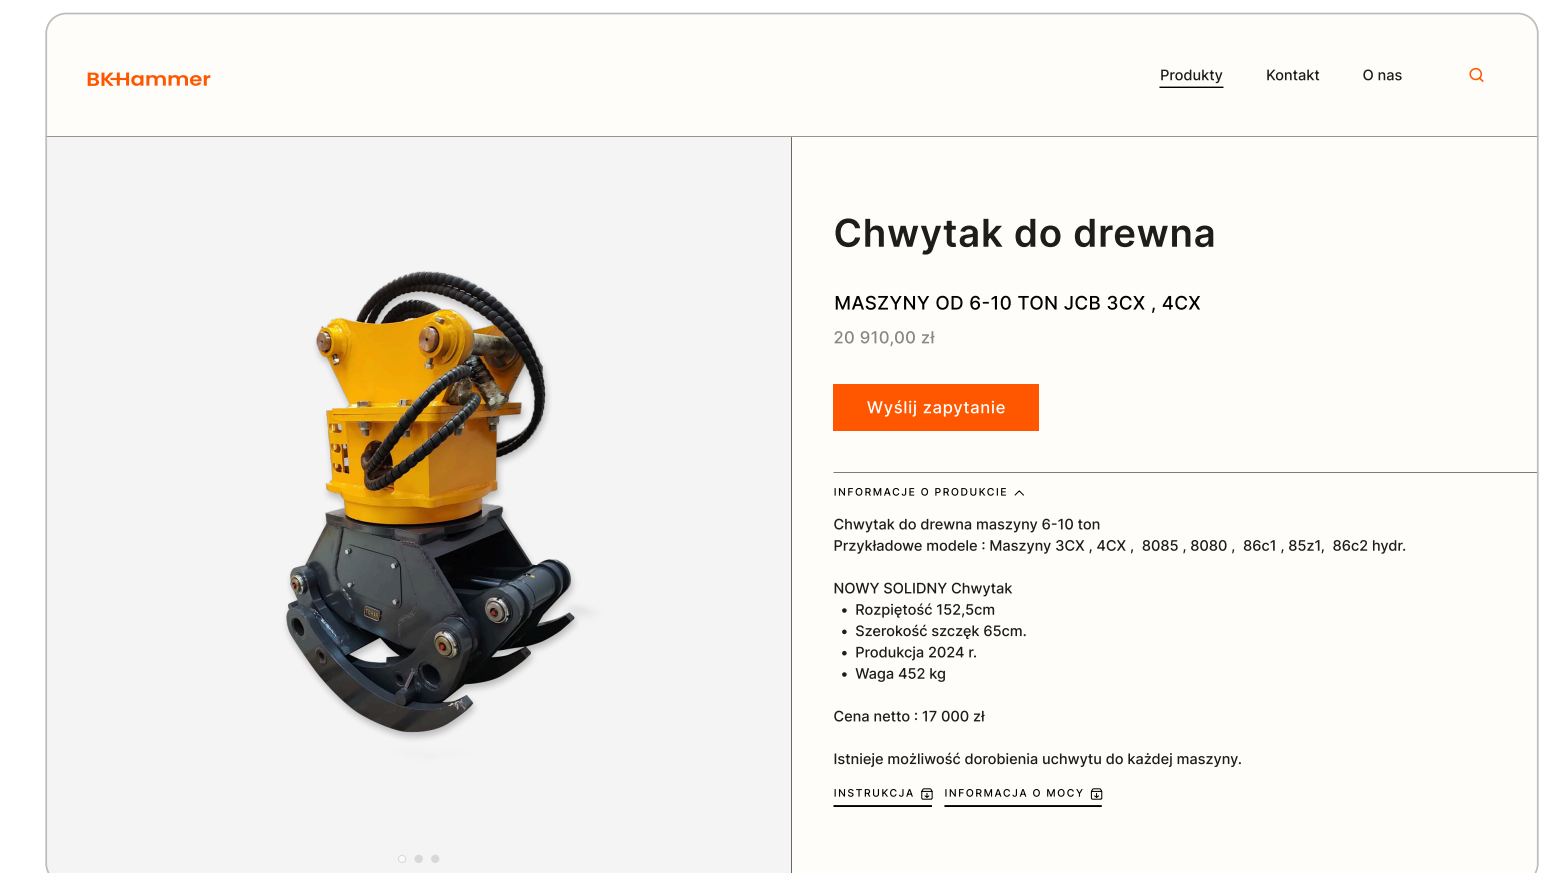 BKHammer
Produkty
Kontakt
O nas
Chwytak do drewna
MASZYNY OD 6-10 TON JCB 3CX , 4CX
20 910,00 zł
Wyślij zapytanie
INFORMACJE O PRODUKCIE
Chwytak do drewna maszyny 6-10 ton
Przykładowe modele : Maszyny 3CX , 4CX , 8085 , 8080 , 86c1 , 85z1, 86c2 hydr.
NOWY SOLIDNY Chwytak
• Rozpiętość 152,5cm
• Szerokość szczęk 65cm.
• Produkcja 2024 r.
• Waga 452 kg
Cena netto : 17 000 zł
Istnieje możliwość dorobienia uchwytu do każdej maszyny.
INSTRUKCJA
INFORMACJA O MOCY